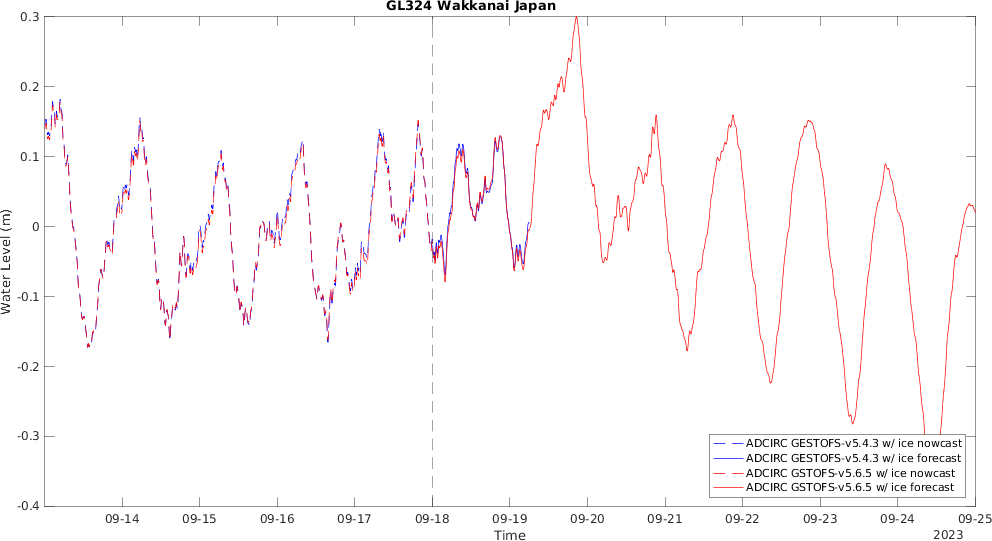 GL324 Wakkanai Japan
0.3
0.2
0.1
0
-0.1
-0.2
-0.3
-0.4
Water Level (m)
ADCIRC GESTOFS-v5.4.3 w/ ice nowcast
ADCIRC GESTOFS-v5.4.3 w/ ice forecast
ADCIRC GSTOFS-v5.6.5 w/ ice nowcast
ADCIRC GSTOFS-v5.6.5 w/ ice forecast
09-14 09-15 09-16 09-17 09-18 09-19 09-20 09-21 09-22 09-23 09-24 09-25
Time
2023